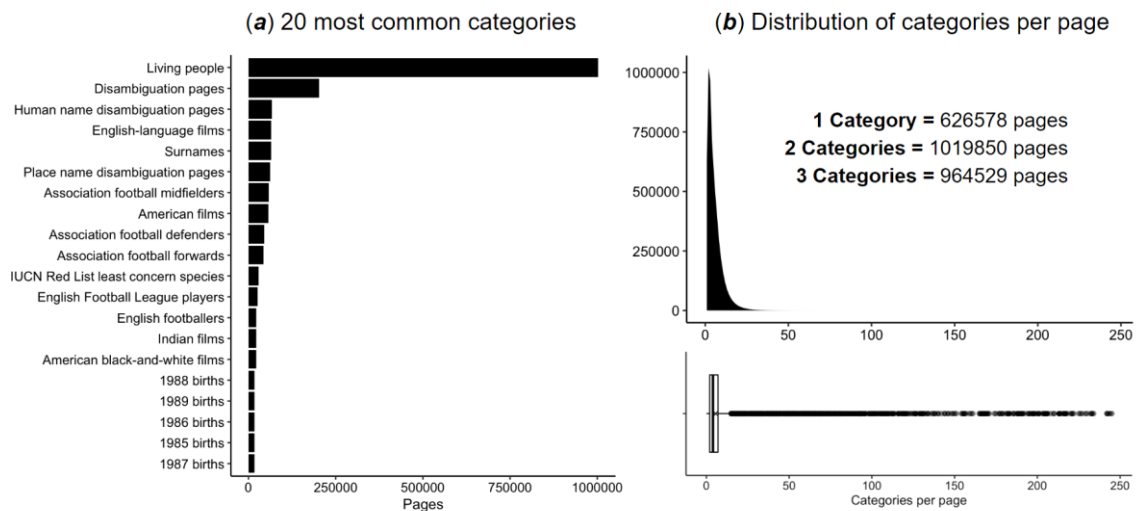 (a) 20 most common categories
Living people
Disambiguation pages
Human name disambiguation pages
English-language films
Surnames
Place name disambiguation pages
Association football midfielders
American films
Association football defenders
Association football forwards
IUCN Red List least concern species
English Football League players
English footballers
Indian films
American black-and-white films
1988 births
1989 births
1986 births
1985 births
1987 births
0 250000 500000 750000 1000000
Pages
(b) Distribution of categories per page
1000000
750000
500000
250000
0
1 Category = 626578 pages
2 Categories = 1019850 pages
3 Categories = 964529 pages
0 50 100 150 200 250
0 50 100 150 200 250
Categories per page